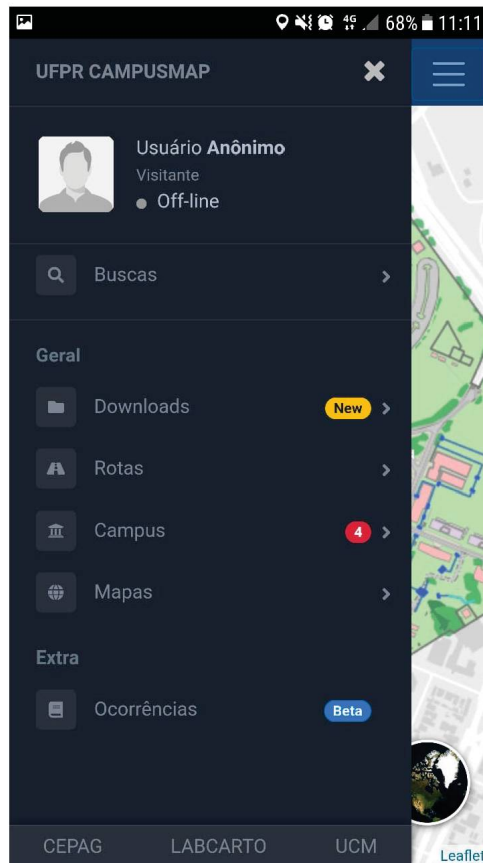 4G 68% 11:11
UFPR CAMPUSMAP
Usuário Anônimo
Visitante
Off-line
Buscas
Geral
Downloads New
Rotas
Campus 4
Mapas
Extra
Ocorrências Beta
CEPAG LABCARTO UCM
Leaflet